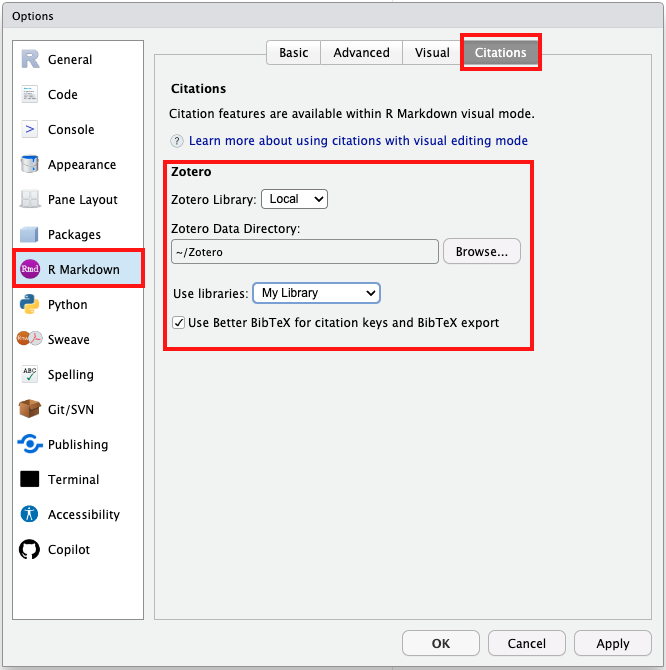 Options
General
Code
Console
Appearance
Pane Layout
Packages
Rmd R Markdown
Python
Sweave
ABC Spelling
Git/SVN
Publishing
Terminal
Accessibility
Copilot
Basic Advanced Visual Citations
Citations
Citation features are available within R Markdown visual mode.
? Learn more about using citations with visual editing mode
Zotero
Zotero Library: Local
Zotero Data Directory:
~/Zotero Browse...
Use libraries: My Library
Use Better BibTeX for citation keys and BibTeX export
OK Cancel Apply